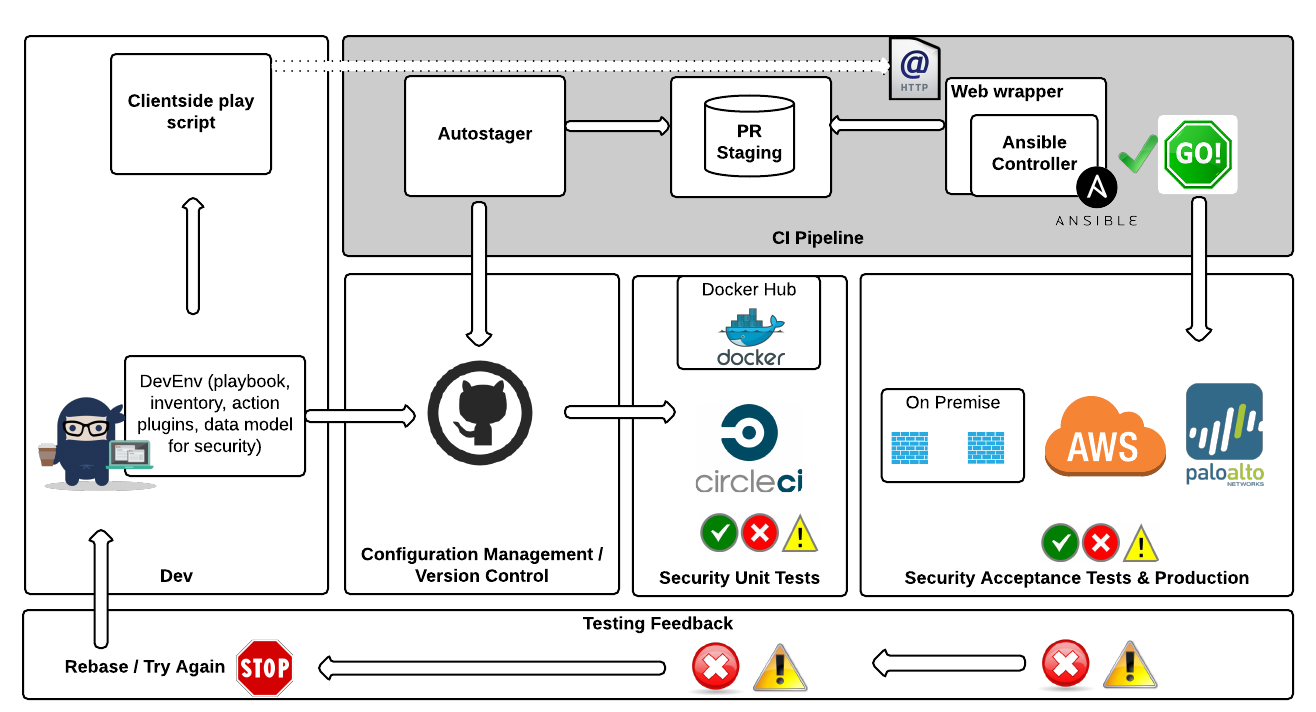 Clientside play
script
@
HTTP
Autostager
PR
Staging
Web wrapper
Ansible
Controller
A
ANSIBLE
GO!
CI Pipeline
DevEnv (playbook,
inventory, action
plugins, data model
for security)
Dev
Configuration Management /
Version Control
Docker Hub
docker
circleci
Security Unit Tests
On Premise
AWS
paloalto
NETWORKS
Security Acceptance Tests & Production
Testing Feedback
Rebase / Try Again
STOP